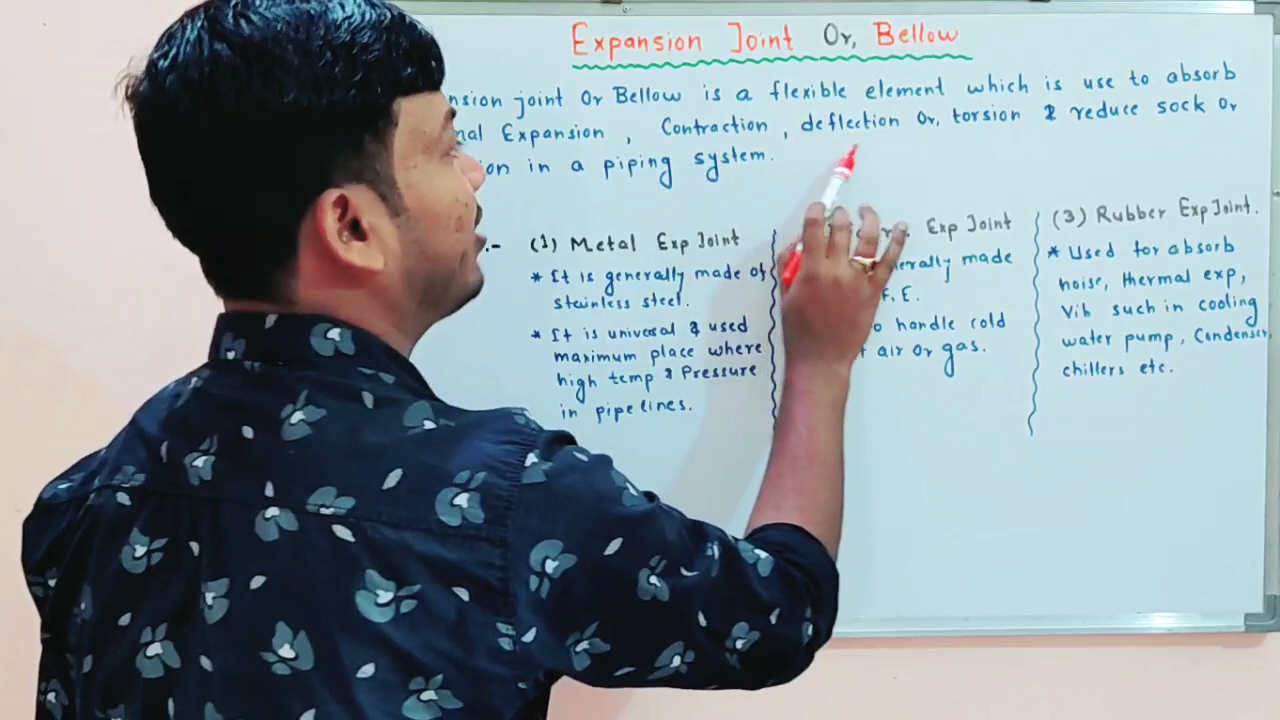 Expansion Joint Or, Bellow
nsion joint Or Bellow is a flexible element which is use to absorb
mal Expansion , Contraction , deflection Or, torsion & reduce sock Or
ion in a piping system.
(1) Metal Exp Joint
* It is generally made of
stainless steel.
* It is univosal & used
maximum place where
high temp & Pressure
in pipelines.
Exp Joint
erally made
F. E.
o handle cold
air or gas.
(3) Rubber Exp Joint.
* Used for absorb
noise, thermal exp,
Vib such in cooling
water pump, Condenser,
chillers etc.